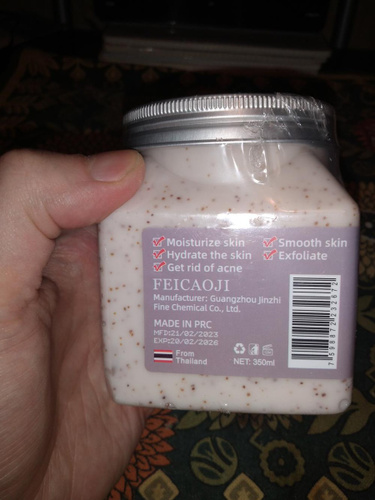 Moisturize skin Smooth skin
Hydrate the skin Exfoliate
Get rid of acne
FEICAOJI
Manufacturer: Guangzhou Jinzhi
Fine Chemical Co., Ltd.
MADE IN PRC
MFD:21/02/2023
EXP:20/02/2026
From
Thailand
NET: 350ml